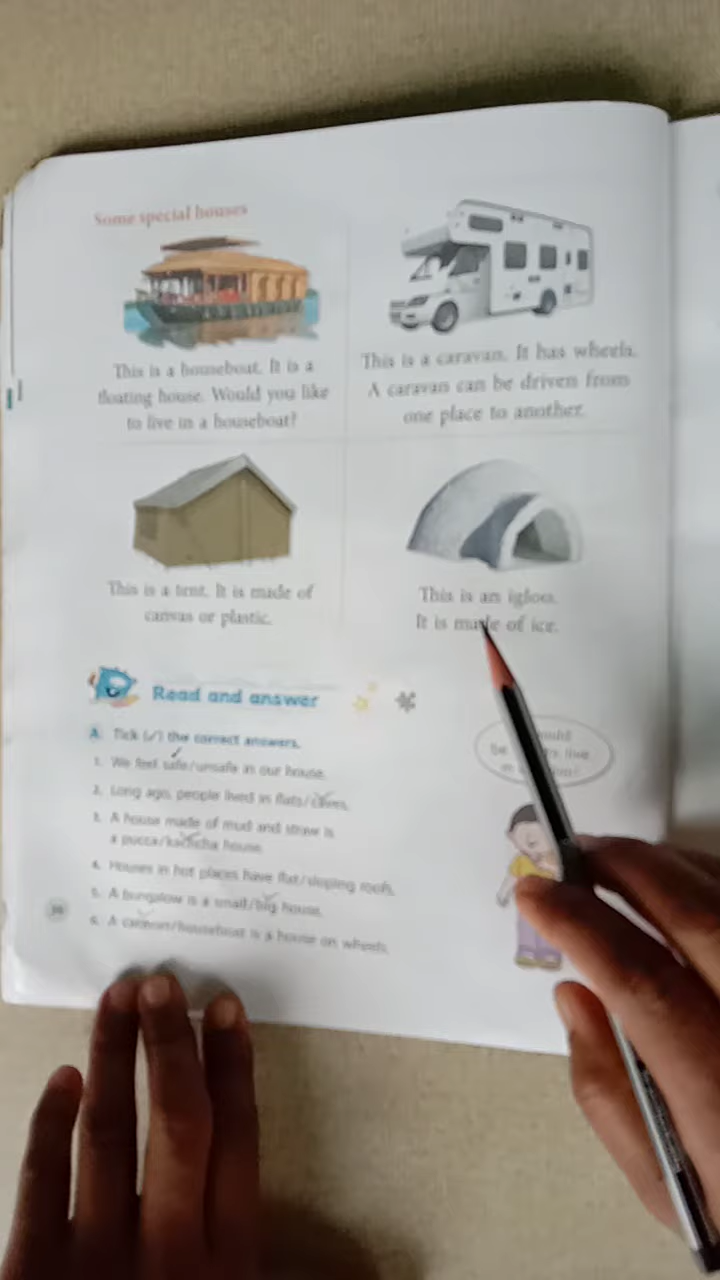 Some special houses
This is a houseboat. It is a
floating house. Would you like
to live in a houseboat?
This is a caravan. It has wheels.
A caravan can be driven from
one place to another.
This is a tent. It is made of
canvas or plastic.
This is an igloo.
It is made of ice.
Read and answer
A. Tick (✓) the correct answers.
1. We feel safe/unsafe in our house.
2. Long ago, people lived in flats/caves.
3. A house made of mud and straw is
a pucca/kachcha house.
4. Houses in hot places have flat/sloping roofs.
5. A bungalow is a small/big house.
6. A caravan/houseboat is a house on wheels.